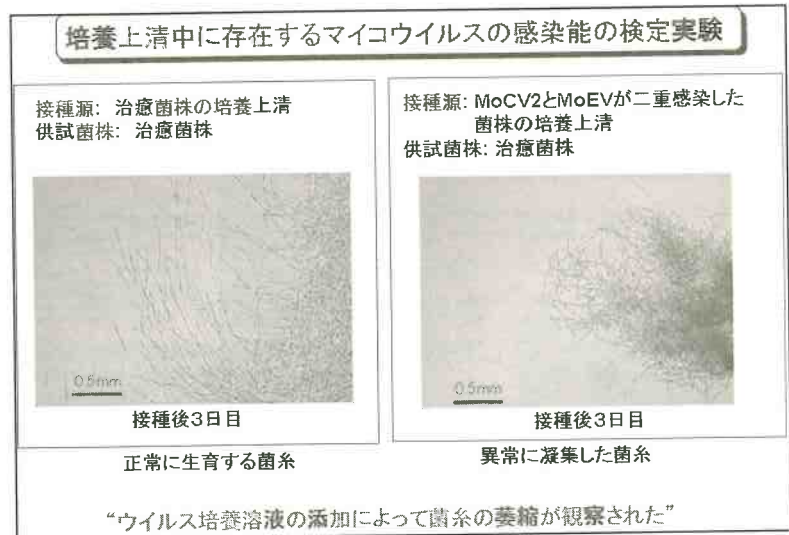 培養上清中に存在するマイコウイルスの感染能の検定実験
接種源: 治癒菌株の培養上清
供試菌株: 治癒菌株
0.5mm
接種後3日目
正常に生育する菌糸
接種源: MoCV2とMoEVが二重感染した
菌株の培養上清
供試菌株: 治癒菌株
0.5mm
接種後3日目
異常に凝集した菌糸
“ウイルス培養溶液の添加によって菌糸の萎縮が観察された”